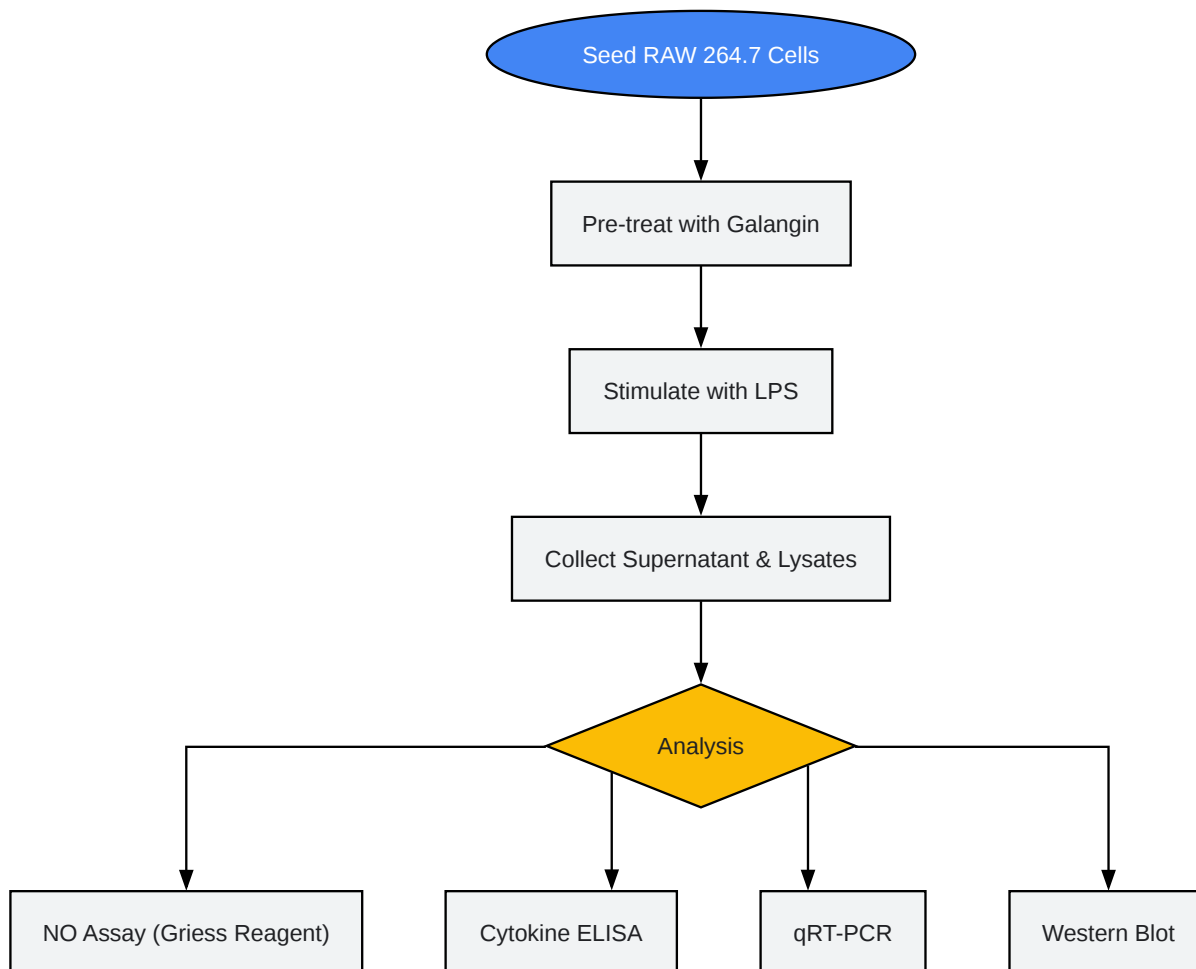 Seed RAW 264.7 Cells
Pre-treat with Galangin
Stimulate with LPS
Collect Supernatant & Lysates
Analysis
NO Assay (Griess Reagent)
Cytokine ELISA
qRT-PCR
Western Blot